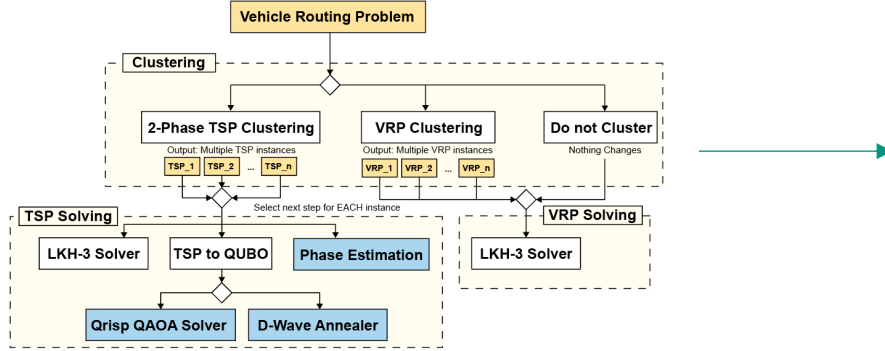 Vehicle Routing Problem
Clustering
2-Phase TSP Clustering
VRP Clustering
Do not Cluster
Output: Multiple TSP instances
Output: Multiple VRP instances
Nothing Changes
TSP_1
TSP_2
...
TSP_n
VRP_1
VRP_2
...
VRP_n
Select next step for EACH instance
TSP Solving
VRP Solving
LKH-3 Solver
TSP to QUBO
Phase Estimation
LKH-3 Solver
Qrisp QAOA Solver
D-Wave Annealer